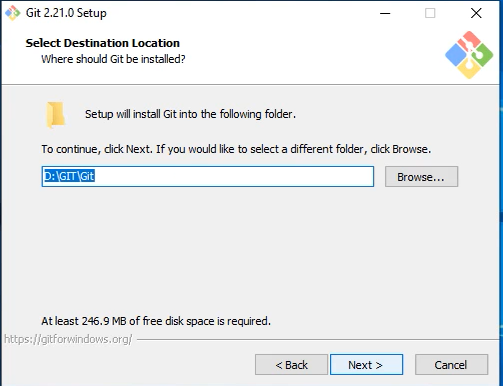 Git 2.21.0 Setup
Select Destination Location
Where should Git be installed?
Setup will install Git into the following folder.
To continue, click Next. If you would like to select a different folder, click Browse.
D:\GIT\Git
Browse...
At least 246.9 MB of free disk space is required.
https://gitforwindows.org/
< Back
Next >
Cancel